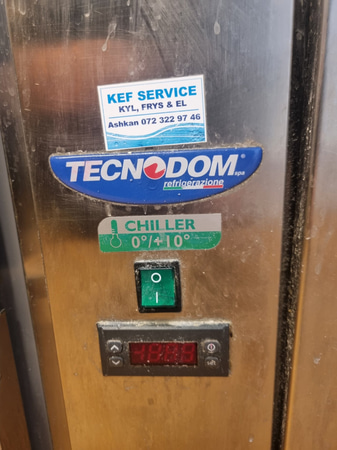 KEF SERVICE
KYL, FRYS & EL
Ashkan 072 322 97 46
TECNODOM spa
refrigerazione
CHILLER
0°/+10°
O
I